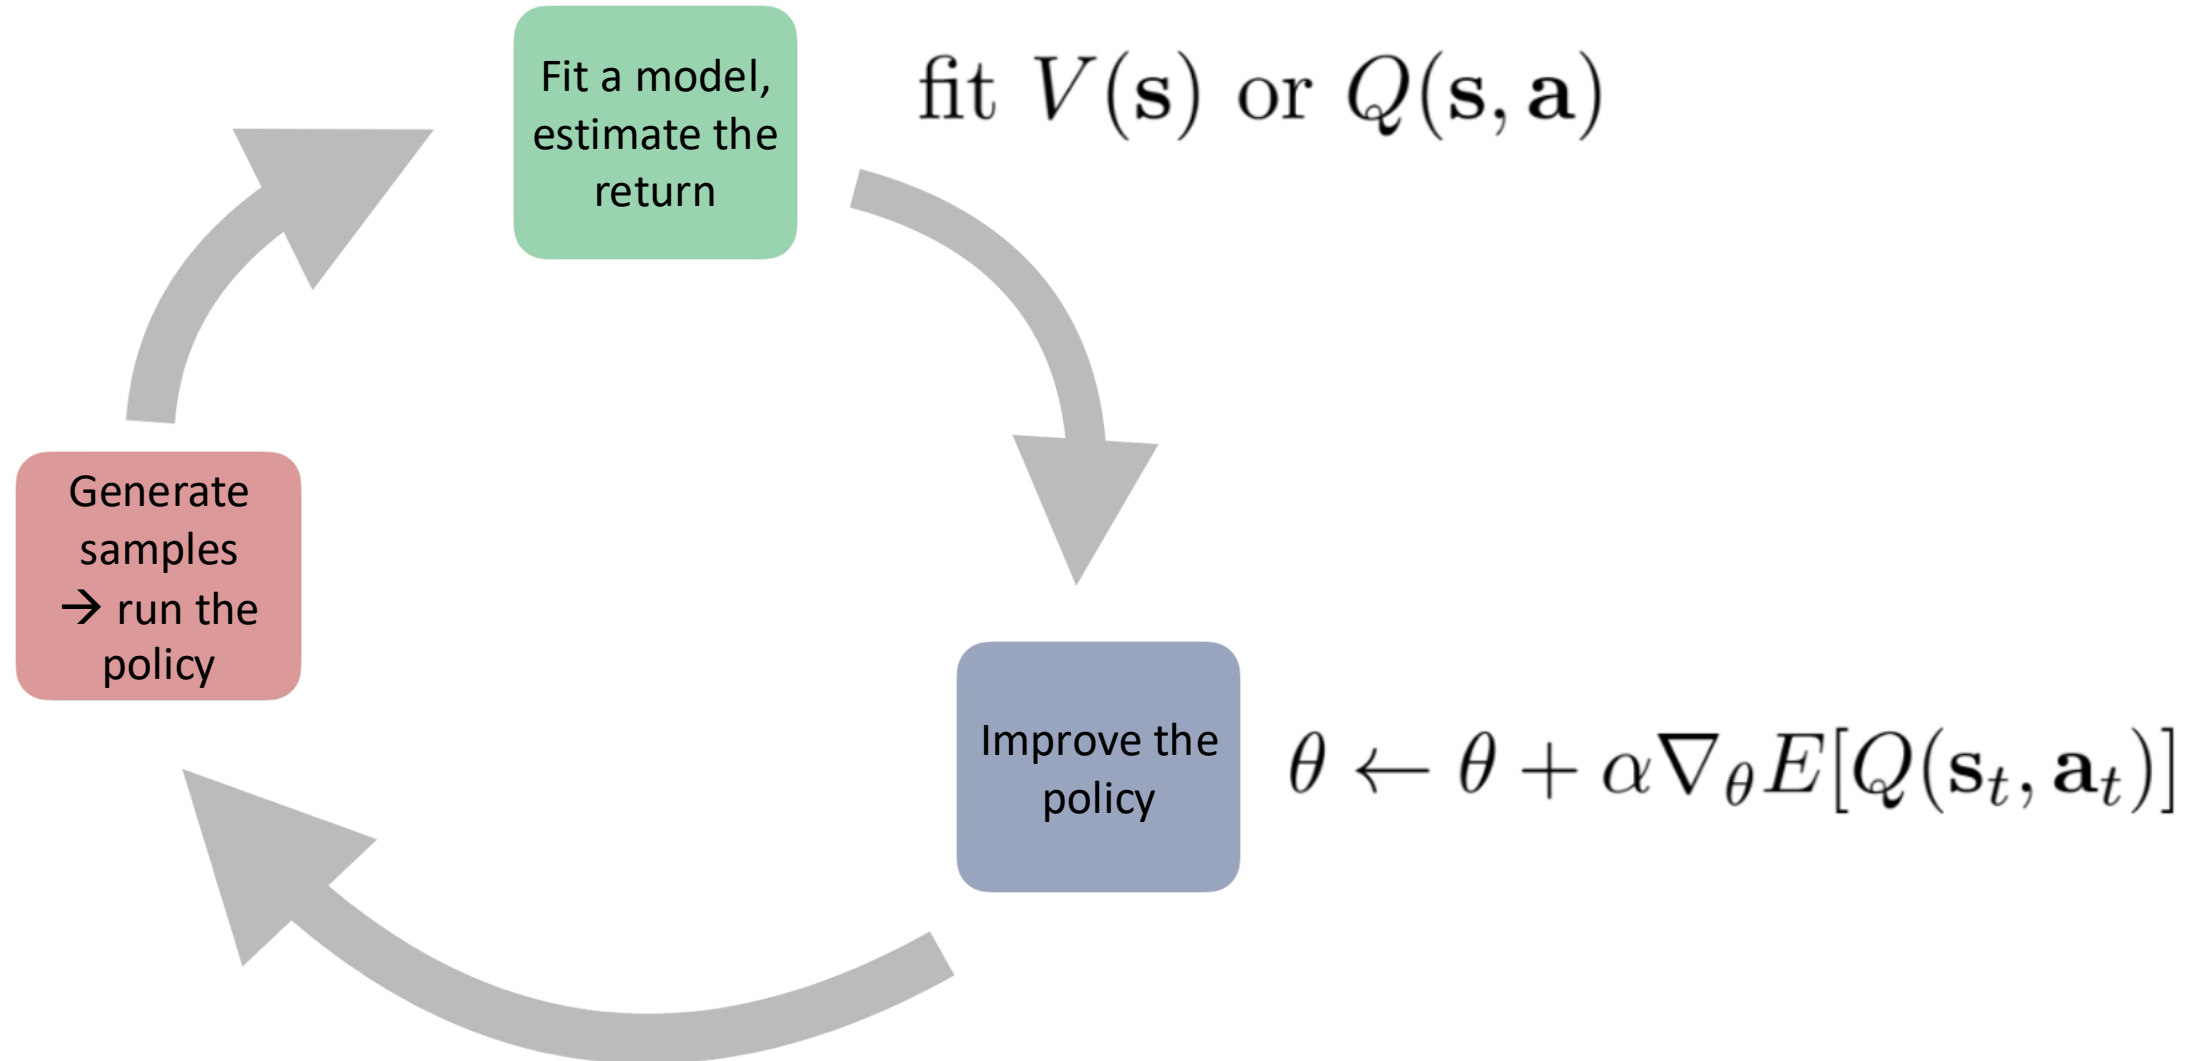 Fit a model,
estimate the
return
fit V(s) or Q(s, a)
Generate
samples
→ run the
policy
Improve the
policy
θ ← θ + α∇θE[Q(sₜ, aₜ)]